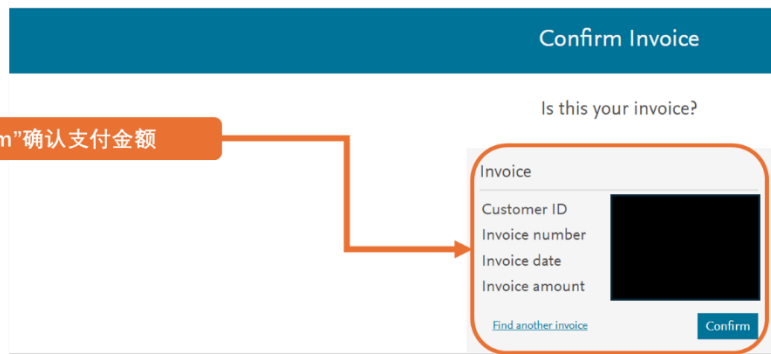 Confirm Invoice
Is this your invoice?
m”确认支付金额
Invoice
Customer ID
Invoice number
Invoice date
Invoice amount
Find another invoice
Confirm